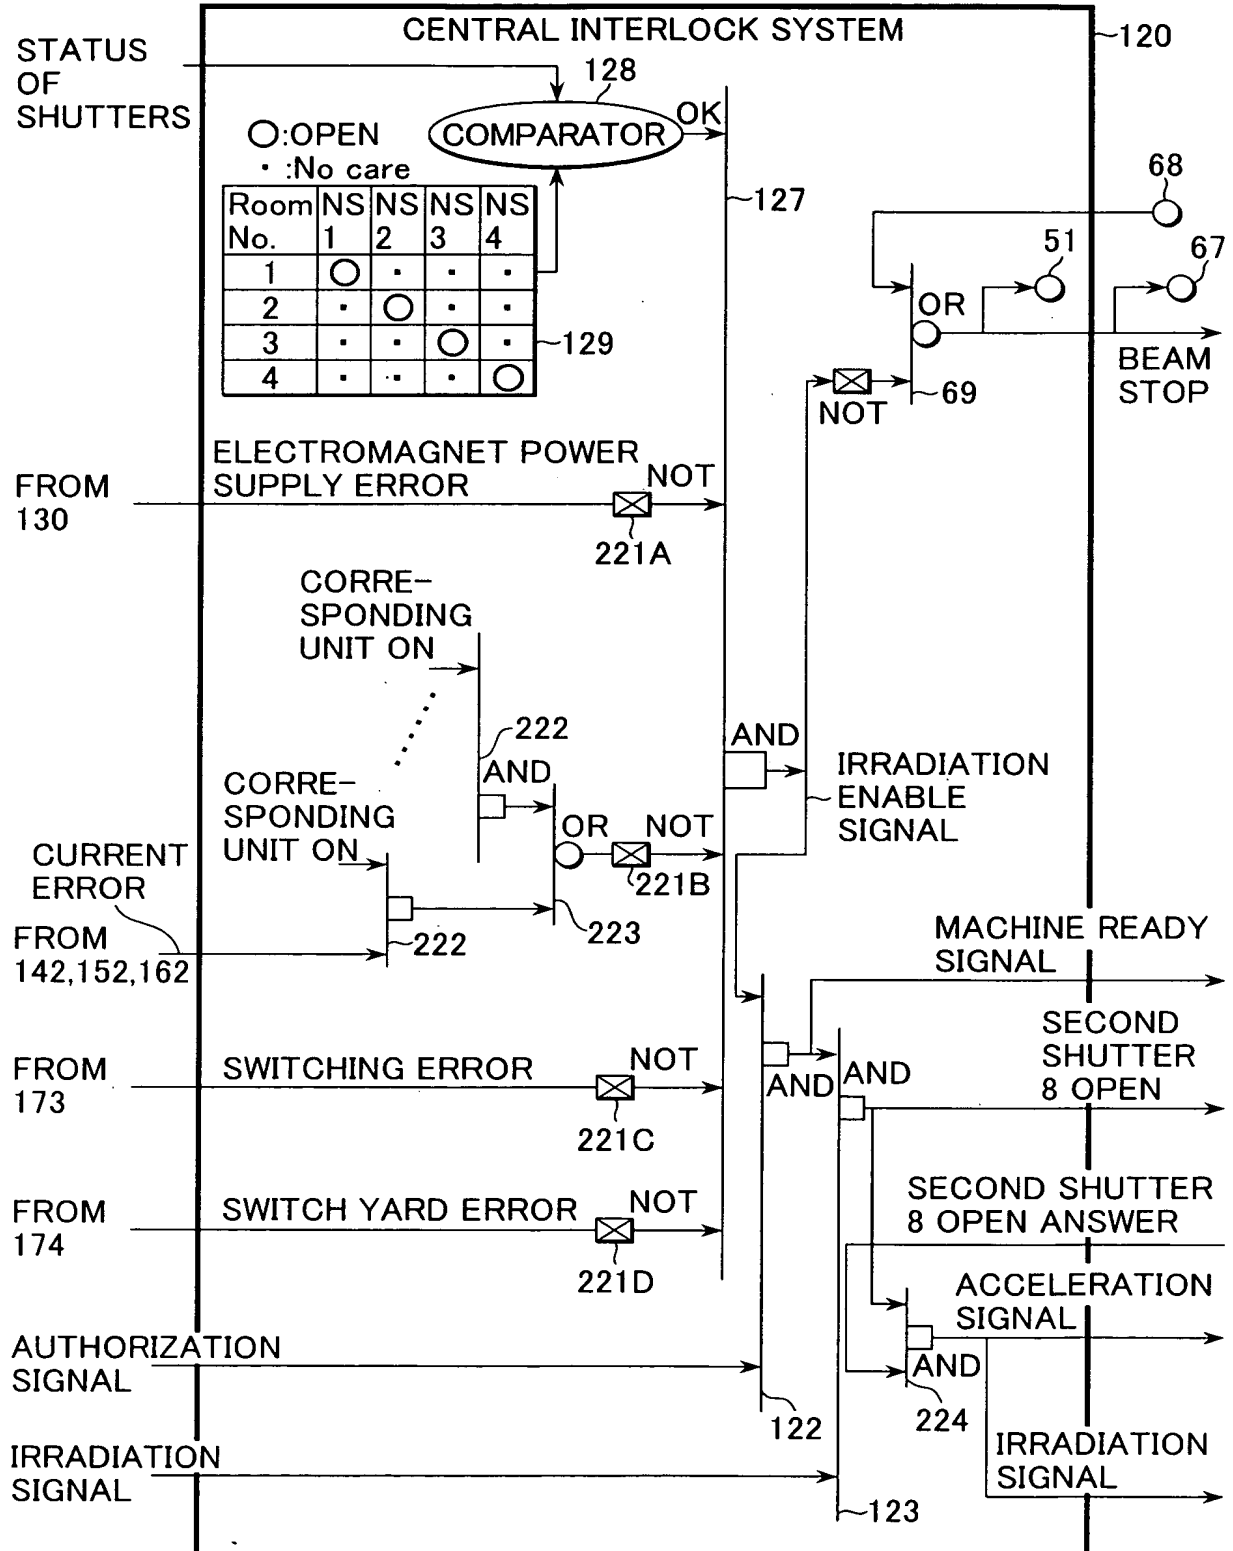 CENTRAL INTERLOCK SYSTEM
120
STATUS
OF
SHUTTERS
128
COMPARATOR
OK
○:OPEN
· :No care
127
Room No. NS 1 NS 2 NS 3 NS 4
1 ○ · · ·
2 · ○ · ·
3 · · ○ ·
4 · · · ○
129
68
51
67
OR
BEAM
STOP
69
NOT
ELECTROMAGNET POWER
SUPPLY ERROR
NOT
FROM
130
221A
CORRE-
SPONDING
UNIT ON
222
AND
AND
IRRADIATION
ENABLE
SIGNAL
CORRE-
SPONDING
UNIT ON
OR
NOT
221B
CURRENT
ERROR
223
222
FROM
142,152,162
MACHINE READY
SIGNAL
SECOND
SHUTTER
8 OPEN
AND
AND
FROM
173
SWITCHING ERROR
NOT
221C
SECOND SHUTTER
8 OPEN ANSWER
FROM
174
SWITCH YARD ERROR
NOT
221D
ACCELERATION
SIGNAL
AND
224
AUTHORIZATION
SIGNAL
122
IRRADIATION
SIGNAL
IRRADIATION
SIGNAL
123